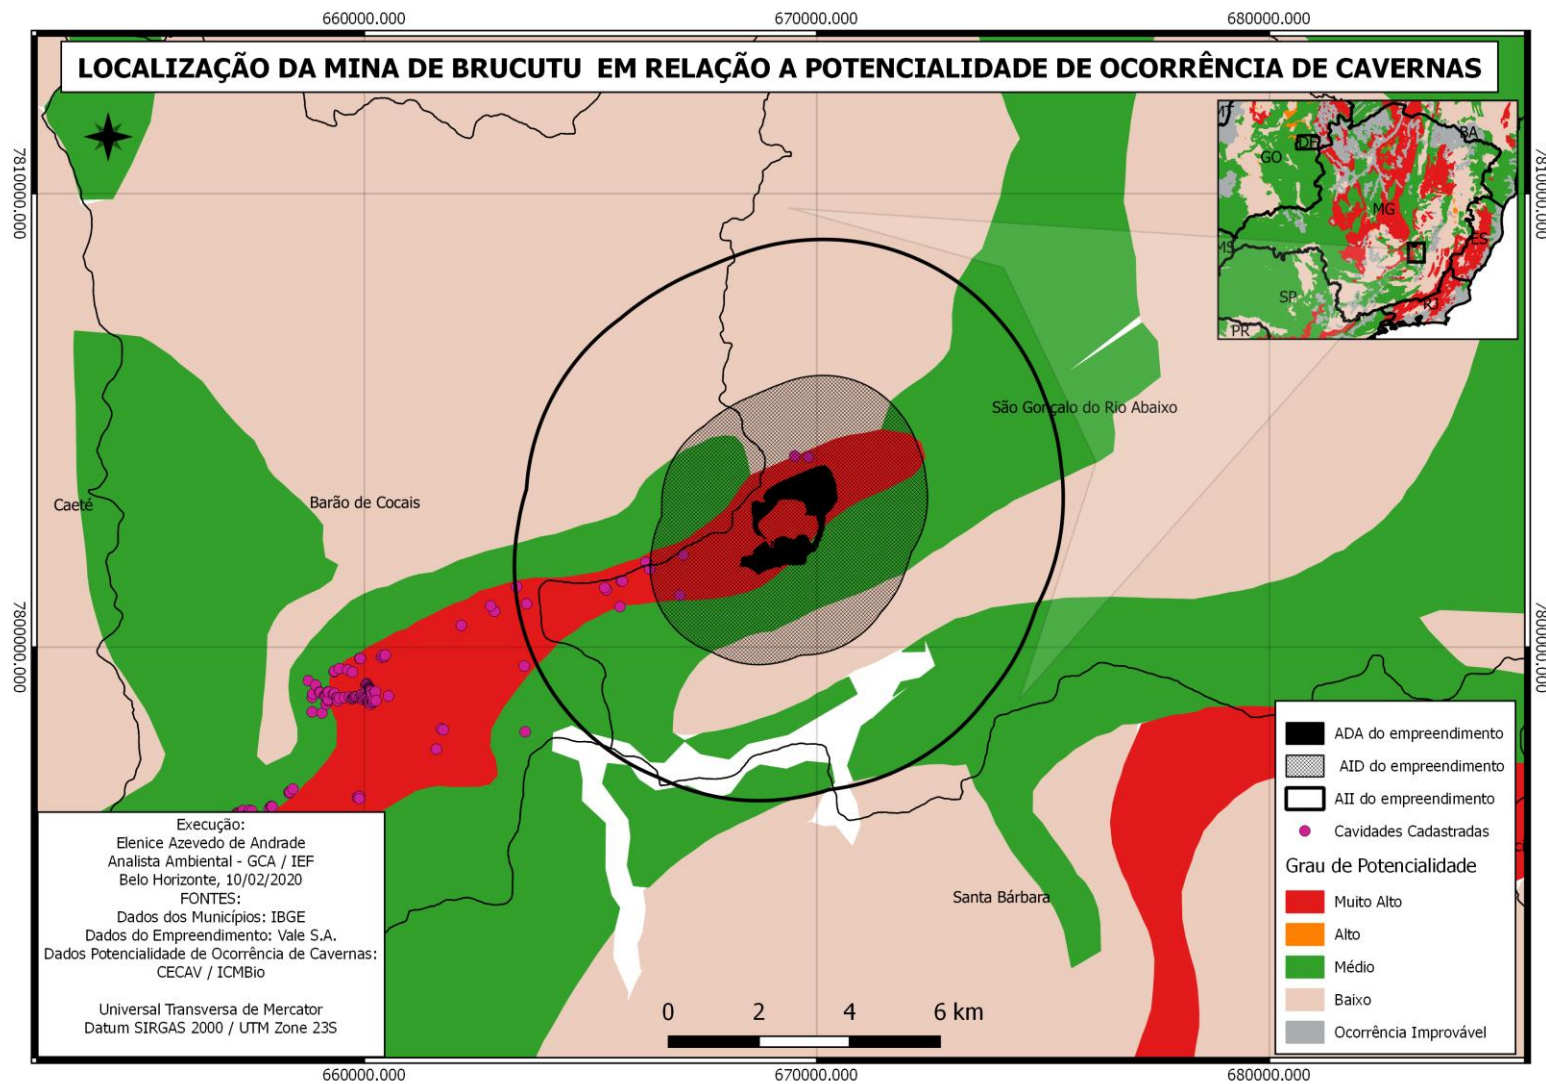 660000.000
670000.000
680000.000
LOCALIZAÇÃO DA MINA DE BRUCUTU EM RELAÇÃO A POTENCIALIDADE DE OCORRÊNCIA DE CAVERNAS
7810000.000
7810000.000
BA
DF
GO
MG
MS
ES
SP
RJ
PR
São Gonçalo do Rio Abaixo
Caeté
Barão de Cocais
7800000.000
7800000.000
Santa Bárbara
ADA do empreendimento
AID do empreendimento
AII do empreendimento
Cavidades Cadastradas
Grau de Potencialidade
Muito Alto
Alto
Médio
Baixo
Ocorrência Improvável
Execução:
Elenice Azevedo de Andrade
Analista Ambiental - GCA / IEF
Belo Horizonte, 10/02/2020
FONTES:
Dados dos Municípios: IBGE
Dados do Empreendimento: Vale S.A.
Dados Potencialidade de Ocorrência de Cavernas:
CECAV / ICMBio
Universal Transversa de Mercator
Datum SIRGAS 2000 / UTM Zone 23S
0 2 4 6 km
660000.000
670000.000
680000.000